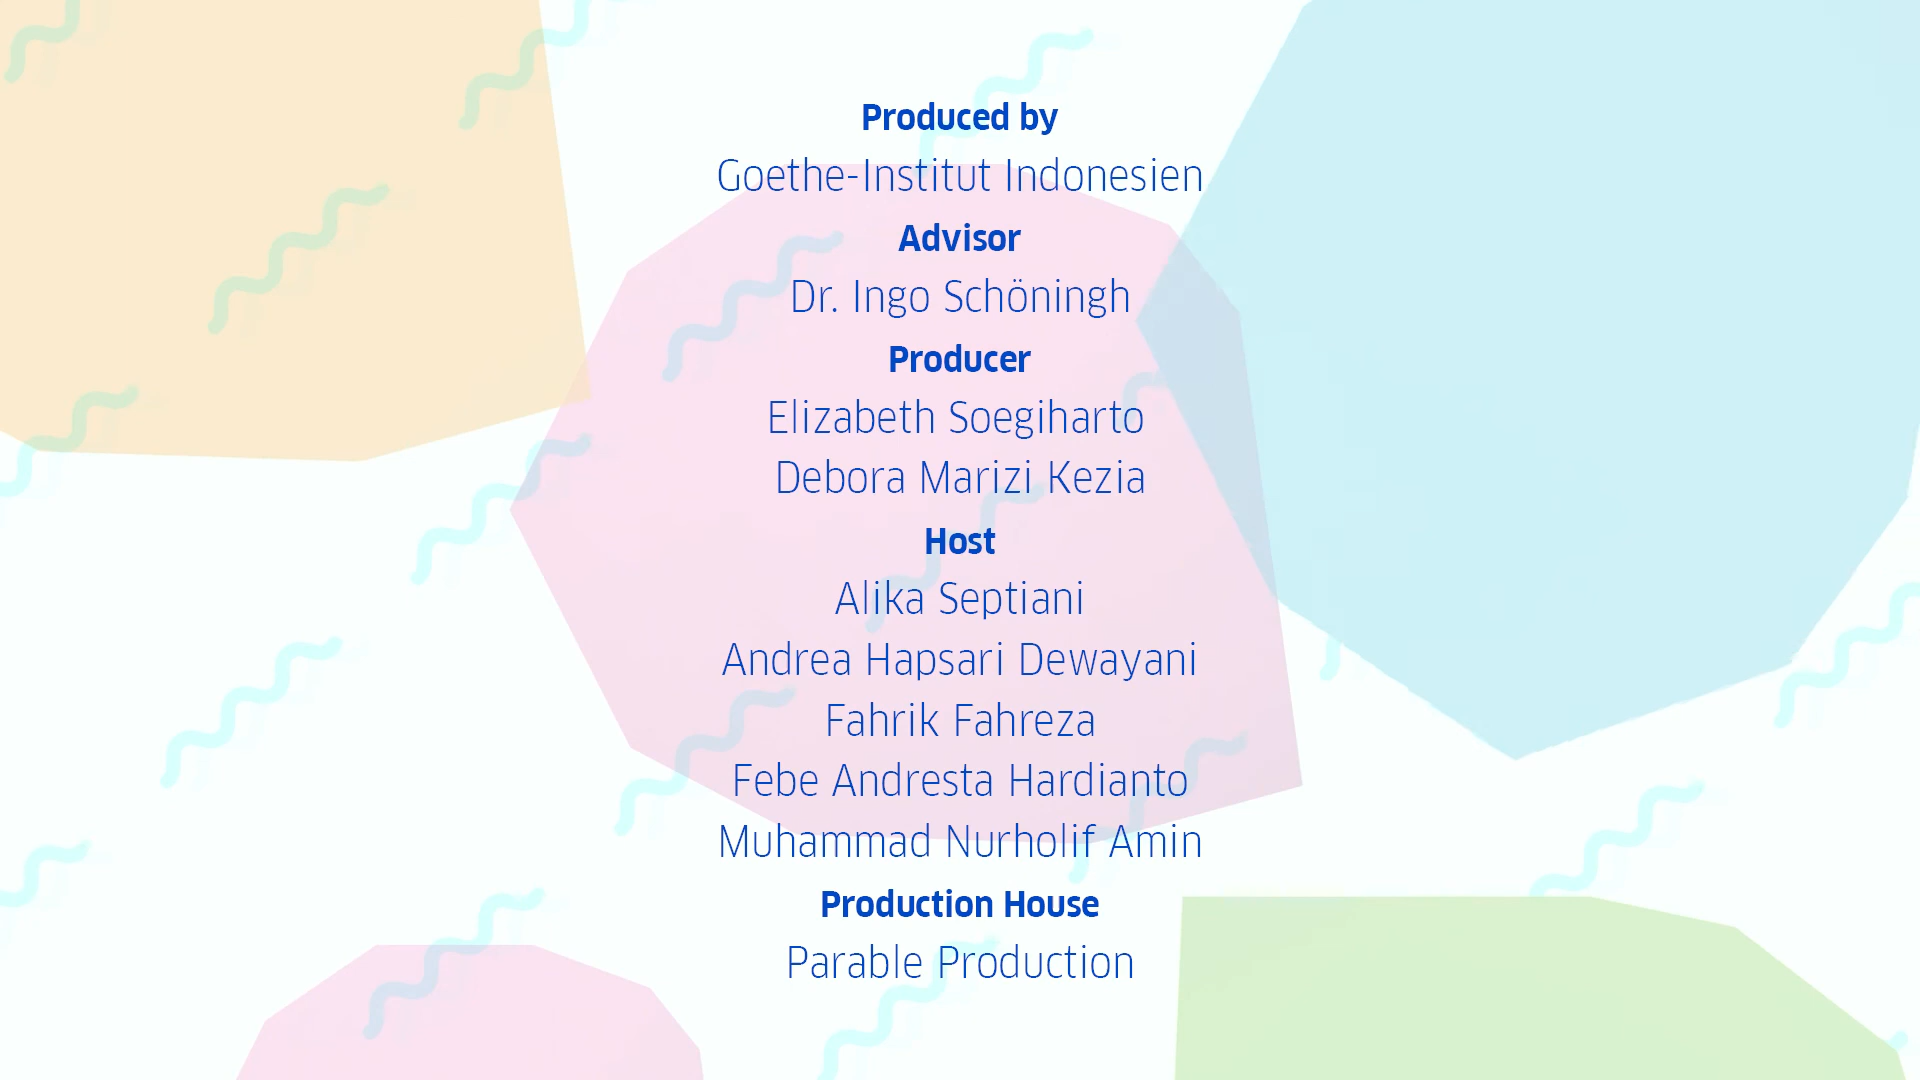 Produced by
Goethe-Institut Indonesien
Advisor
Dr. Ingo Schöningh
Producer
Elizabeth Soegiharto
Debora Marizi Kezia
Host
Alika Septiani
Andrea Hapsari Dewayani
Fahrik Fahreza
Febe Andresta Hardianto
Muhammad Nurholif Amin
Production House
Parable Production